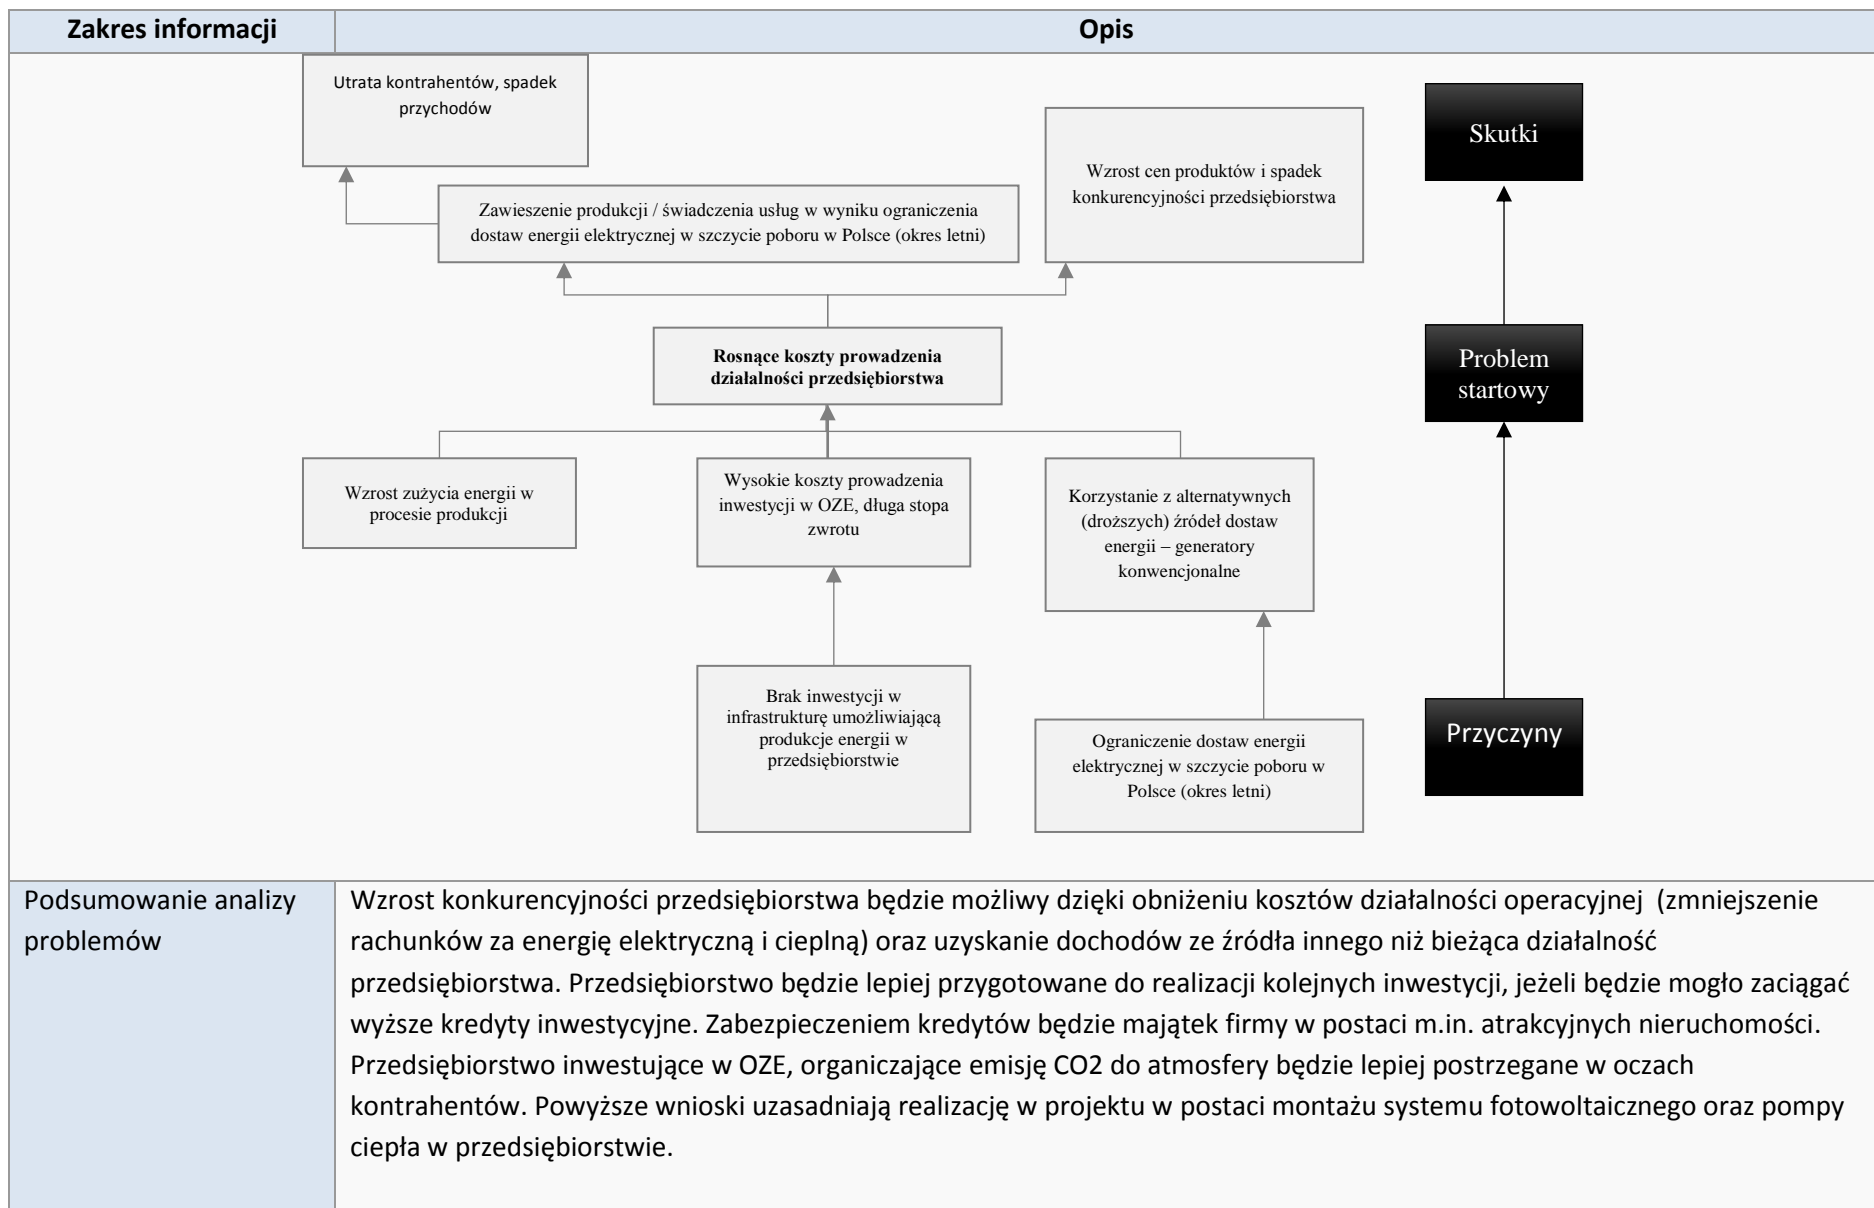 Zakres informacji
Opis
Utrata kontrahentów, spadek
przychodów
Skutki
Wzrost cen produktów i spadek
konkurencyjności przedsiębiorstwa
Zawieszenie produkcji / świadczenia usług w wyniku ograniczenia
dostaw energii elektrycznej w szczycie poboru w Polsce (okres letni)
Rosnące koszty prowadzenia
działalności przedsiębiorstwa
Problem
startowy
Wzrost zużycia energii w
procesie produkcji
Wysokie koszty prowadzenia
inwestycji w OZE, długa stopa
zwrotu
Korzystanie z alternatywnych
(droższych) źródeł dostaw
energii – generatory
konwencjonalne
Brak inwestycji w
infrastrukturę umożliwiającą
produkcje energii w
przedsiębiorstwie
Ograniczenie dostaw energii
elektrycznej w szczycie poboru w
Polsce (okres letni)
Przyczyny
Podsumowanie analizy
problemów
Wzrost konkurencyjności przedsiębiorstwa będzie możliwy dzięki obniżeniu kosztów działalności operacyjnej  (zmniejszenie
rachunków za energię elektryczną i cieplną) oraz uzyskanie dochodów ze źródła innego niż bieżąca działalność
przedsiębiorstwa. Przedsiębiorstwo będzie lepiej przygotowane do realizacji kolejnych inwestycji, jeżeli będzie mogło zaciągać
wyższe kredyty inwestycyjne. Zabezpieczeniem kredytów będzie majątek firmy w postaci m.in. atrakcyjnych nieruchomości.
Przedsiębiorstwo inwestujące w OZE, organiczające emisję CO2 do atmosfery będzie lepiej postrzegane w oczach
kontrahentów. Powyższe wnioski uzasadniają realizację w projektu w postaci montażu systemu fotowoltaicznego oraz pompy
ciepła w przedsiębiorstwie.